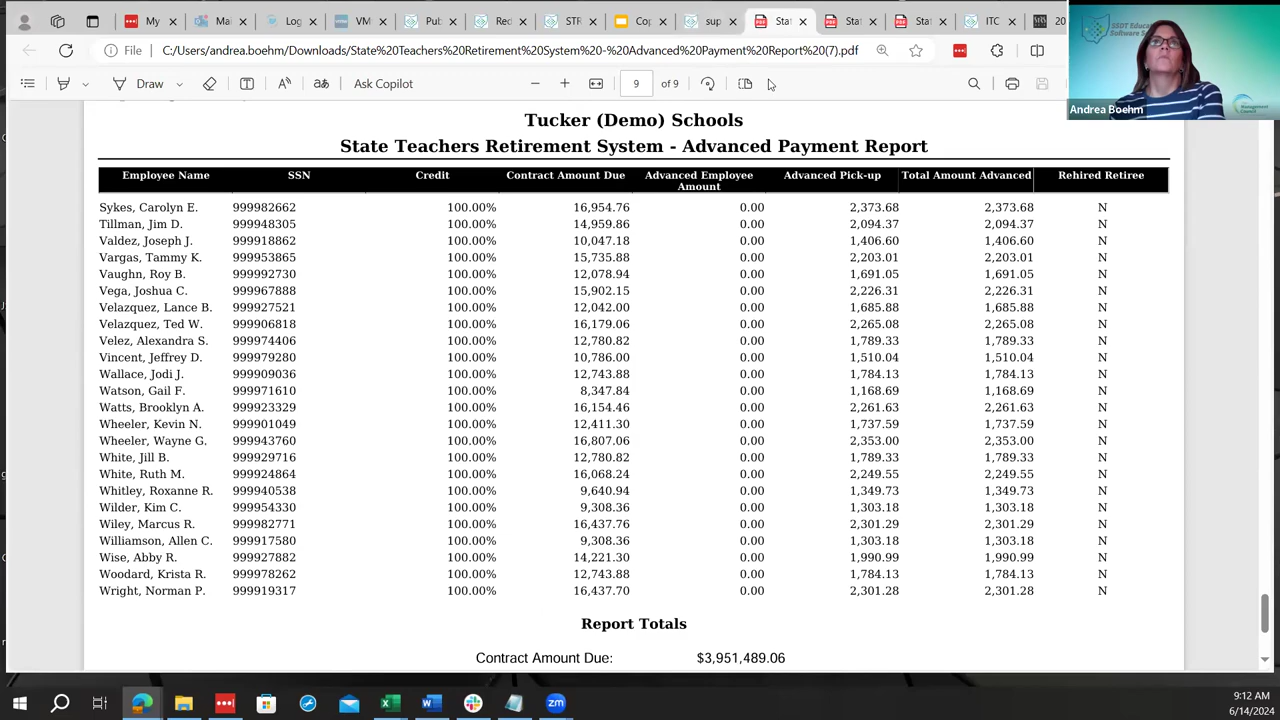 My
Mai
Log
VM
Pub
Red
STR
Cop
sup
Sta
Sta
Sta
ITC
20
File C:/Users/andrea.boehm/Downloads/State%20Teachers%20Retirement%20System%20-%20Advanced%20Payment%20Report%20(7).pdf
Draw
Ask Copilot
9 of 9
SSDT Educa
Software S
Management
Council
Andrea Boehm
Tucker (Demo) Schools
State Teachers Retirement System - Advanced Payment Report
Employee Name SSN Credit Contract Amount Due Advanced Employee Amount Advanced Pick-up Total Amount Advanced Rehired Retiree
Sykes, Carolyn E. 999982662 100.00% 16,954.76 0.00 2,373.68 2,373.68 N
Tillman, Jim D. 999948305 100.00% 14,959.86 0.00 2,094.37 2,094.37 N
Valdez, Joseph J. 999918862 100.00% 10,047.18 0.00 1,406.60 1,406.60 N
Vargas, Tammy K. 999953865 100.00% 15,735.88 0.00 2,203.01 2,203.01 N
Vaughn, Roy B. 999992730 100.00% 12,078.94 0.00 1,691.05 1,691.05 N
Vega, Joshua C. 999967888 100.00% 15,902.15 0.00 2,226.31 2,226.31 N
Velazquez, Lance B. 999927521 100.00% 12,042.00 0.00 1,685.88 1,685.88 N
Velazquez, Ted W. 999906818 100.00% 16,179.06 0.00 2,265.08 2,265.08 N
Velez, Alexandra S. 999974406 100.00% 12,780.82 0.00 1,789.33 1,789.33 N
Vincent, Jeffrey D. 999979280 100.00% 10,786.00 0.00 1,510.04 1,510.04 N
Wallace, Jodi J. 999909036 100.00% 12,743.88 0.00 1,784.13 1,784.13 N
Watson, Gail F. 999971610 100.00% 8,347.84 0.00 1,168.69 1,168.69 N
Watts, Brooklyn A. 999923329 100.00% 16,154.46 0.00 2,261.63 2,261.63 N
Wheeler, Kevin N. 999901049 100.00% 12,411.30 0.00 1,737.59 1,737.59 N
Wheeler, Wayne G. 999943760 100.00% 16,807.06 0.00 2,353.00 2,353.00 N
White, Jill B. 999929716 100.00% 12,780.82 0.00 1,789.33 1,789.33 N
White, Ruth M. 999924864 100.00% 16,068.24 0.00 2,249.55 2,249.55 N
Whitley, Roxanne R. 999940538 100.00% 9,640.94 0.00 1,349.73 1,349.73 N
Wilder, Kim C. 999954330 100.00% 9,308.36 0.00 1,303.18 1,303.18 N
Wiley, Marcus R. 999982771 100.00% 16,437.76 0.00 2,301.29 2,301.29 N
Williamson, Allen C. 999917580 100.00% 9,308.36 0.00 1,303.18 1,303.18 N
Wise, Abby R. 999927882 100.00% 14,221.30 0.00 1,990.99 1,990.99 N
Woodard, Krista R. 999978262 100.00% 12,743.88 0.00 1,784.13 1,784.13 N
Wright, Norman P. 999919317 100.00% 16,437.70 0.00 2,301.28 2,301.28 N
Report Totals
Contract Amount Due: $3,951,489.06
9:12 AM
6/14/2024